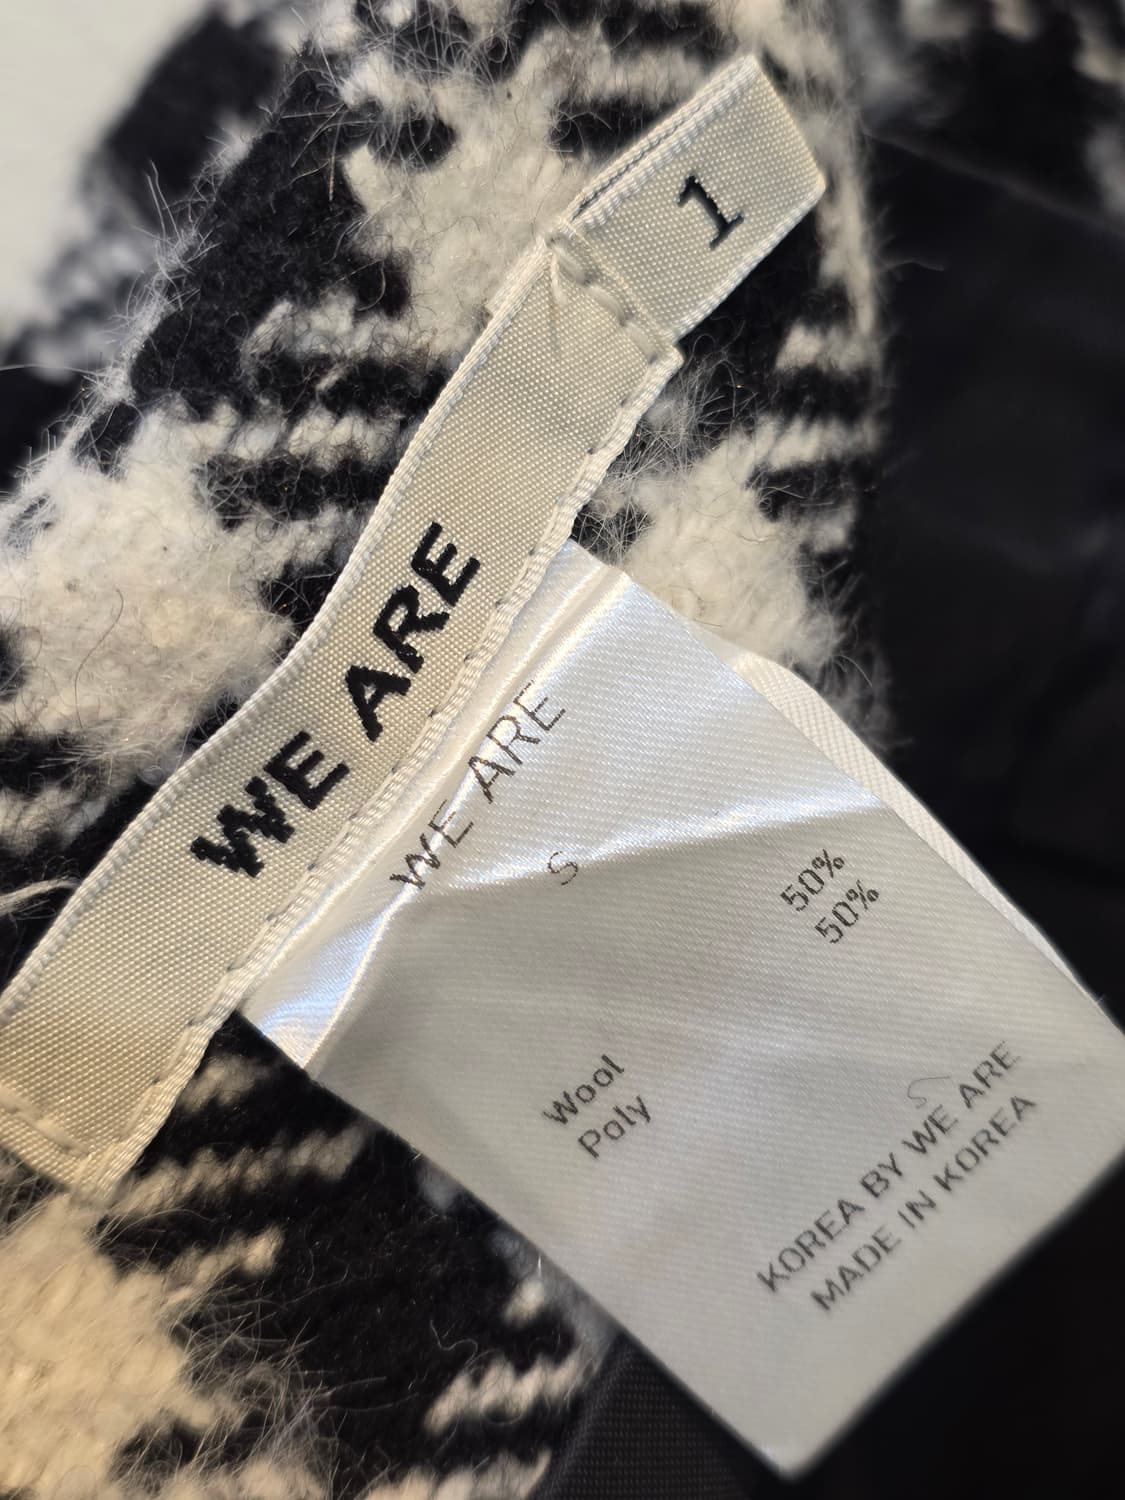 1
WE ARE
WE ARE
S
Wool 50%
Poly 50%
KOREA BY WE ARE
MADE IN KOREA